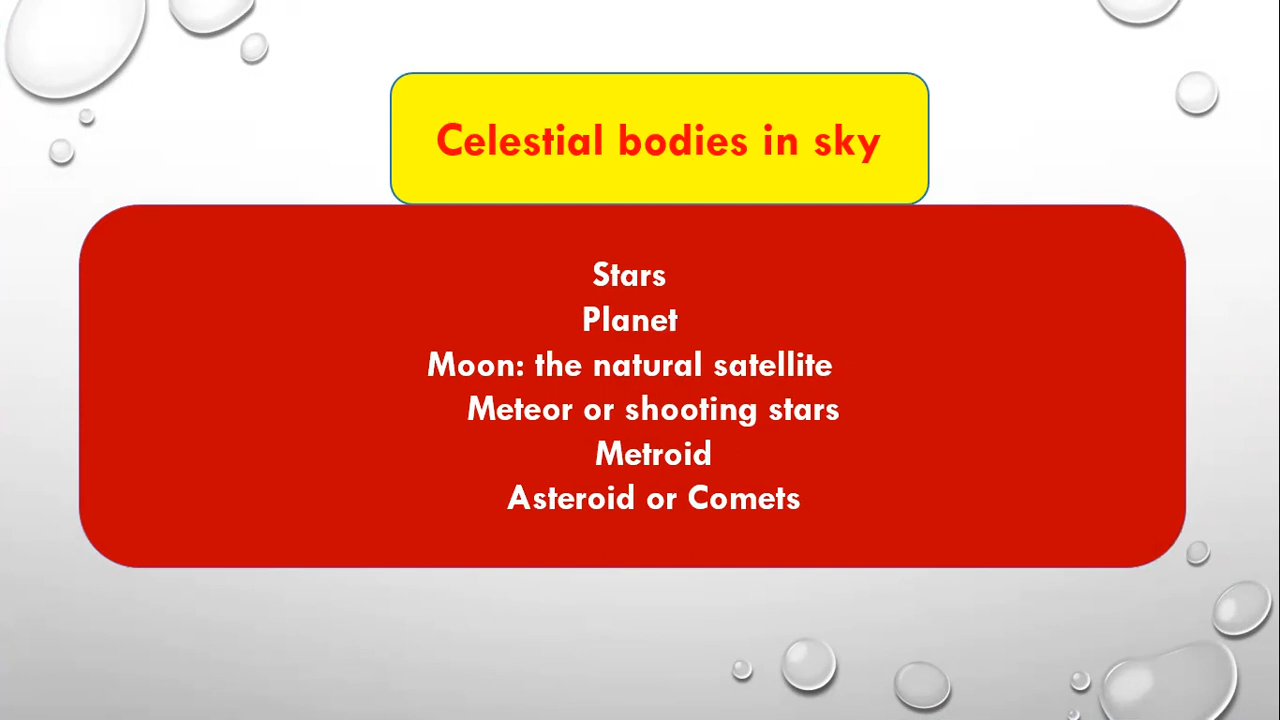 Celestial bodies in sky
Stars
Planet
Moon: the natural satellite
Meteor or shooting stars
Metroid
Asteroid or Comets